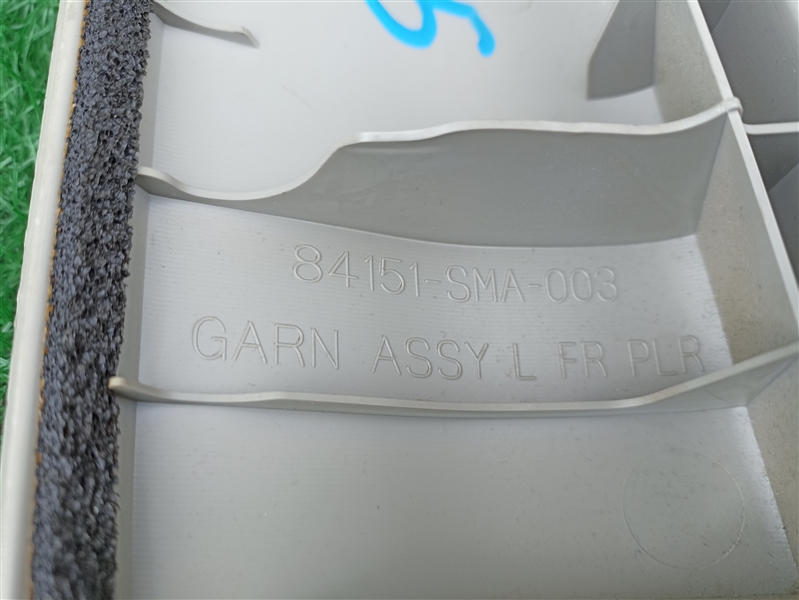 84151-SMA-003
GARN ASSY L FR PLR